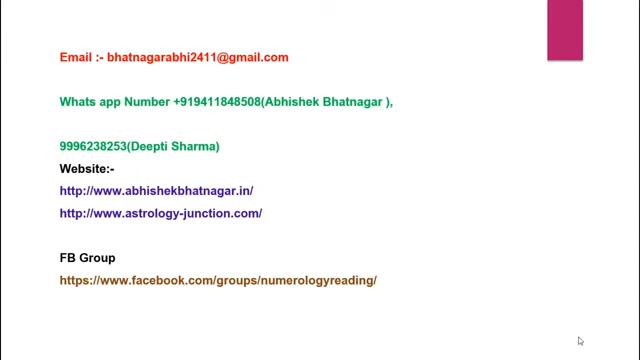 Email :- bhatnagarabhi2411@gmail.com
Whats app Number +919411848508(Abhishek Bhatnagar ),
9996238253(Deepti Sharma)
Website:-
http://www.abhishekbhatnagar.in/
http://www.astrology-junction.com/
FB Group
https://www.facebook.com/groups/numerologyreading/